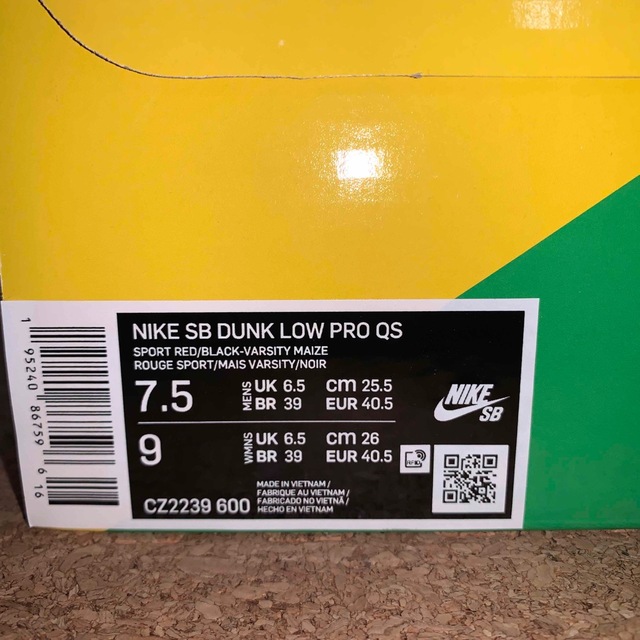 NIKE SB DUNK LOW PRO QS
SPORT RED/BLACK-VARSITY MAIZE
ROUGE SPORT/MAIS VARSITY/NOIR
7.5 MENS UK 6.5 cm 25.5
BR 39 EUR 40.5
9 WMNS UK 6.5 cm 26
BR 39 EUR 40.5
NIKE
SB
MADE IN VIETNAM /
FABRIQUE AU VIETNAM /
FABRICADO NO VIETNÃ /
HECHO EN VIETNAM
CZ2239 600
1 95240 86759 6 16